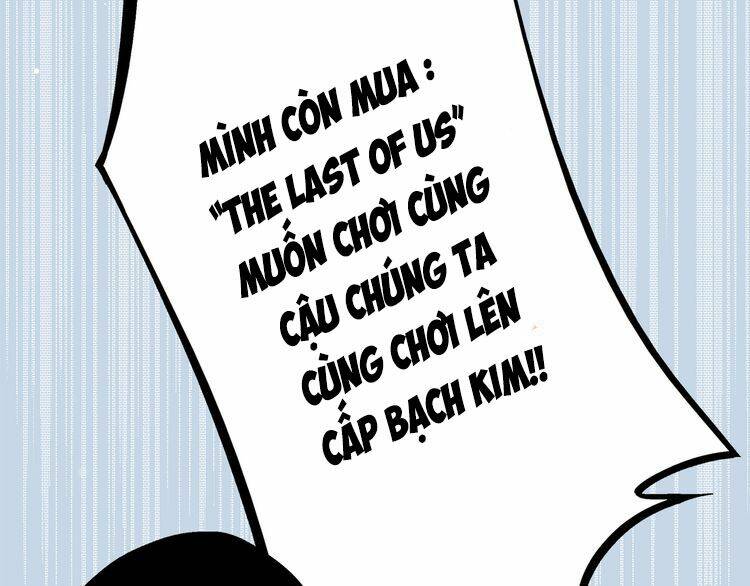 MÌNH CÒN MUA :
"THE LAST OF US"
MUỐN CHƠI CÙNG
CẬU CHÚNG TA
CÙNG CHƠI LÊN
CẤP BẠCH KIM!!